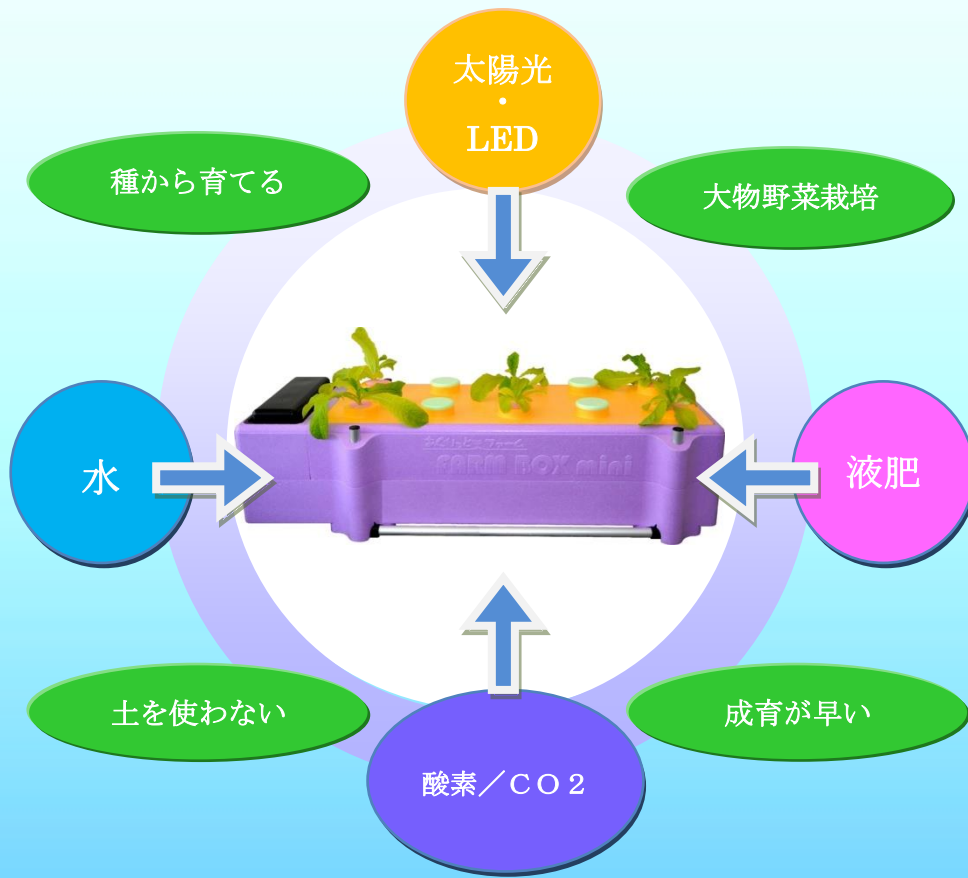 太陽光
・
LED
種から育てる
大物野菜栽培
水
液肥
FARM BOX mini
土を使わない
成育が早い
酸素／CO2